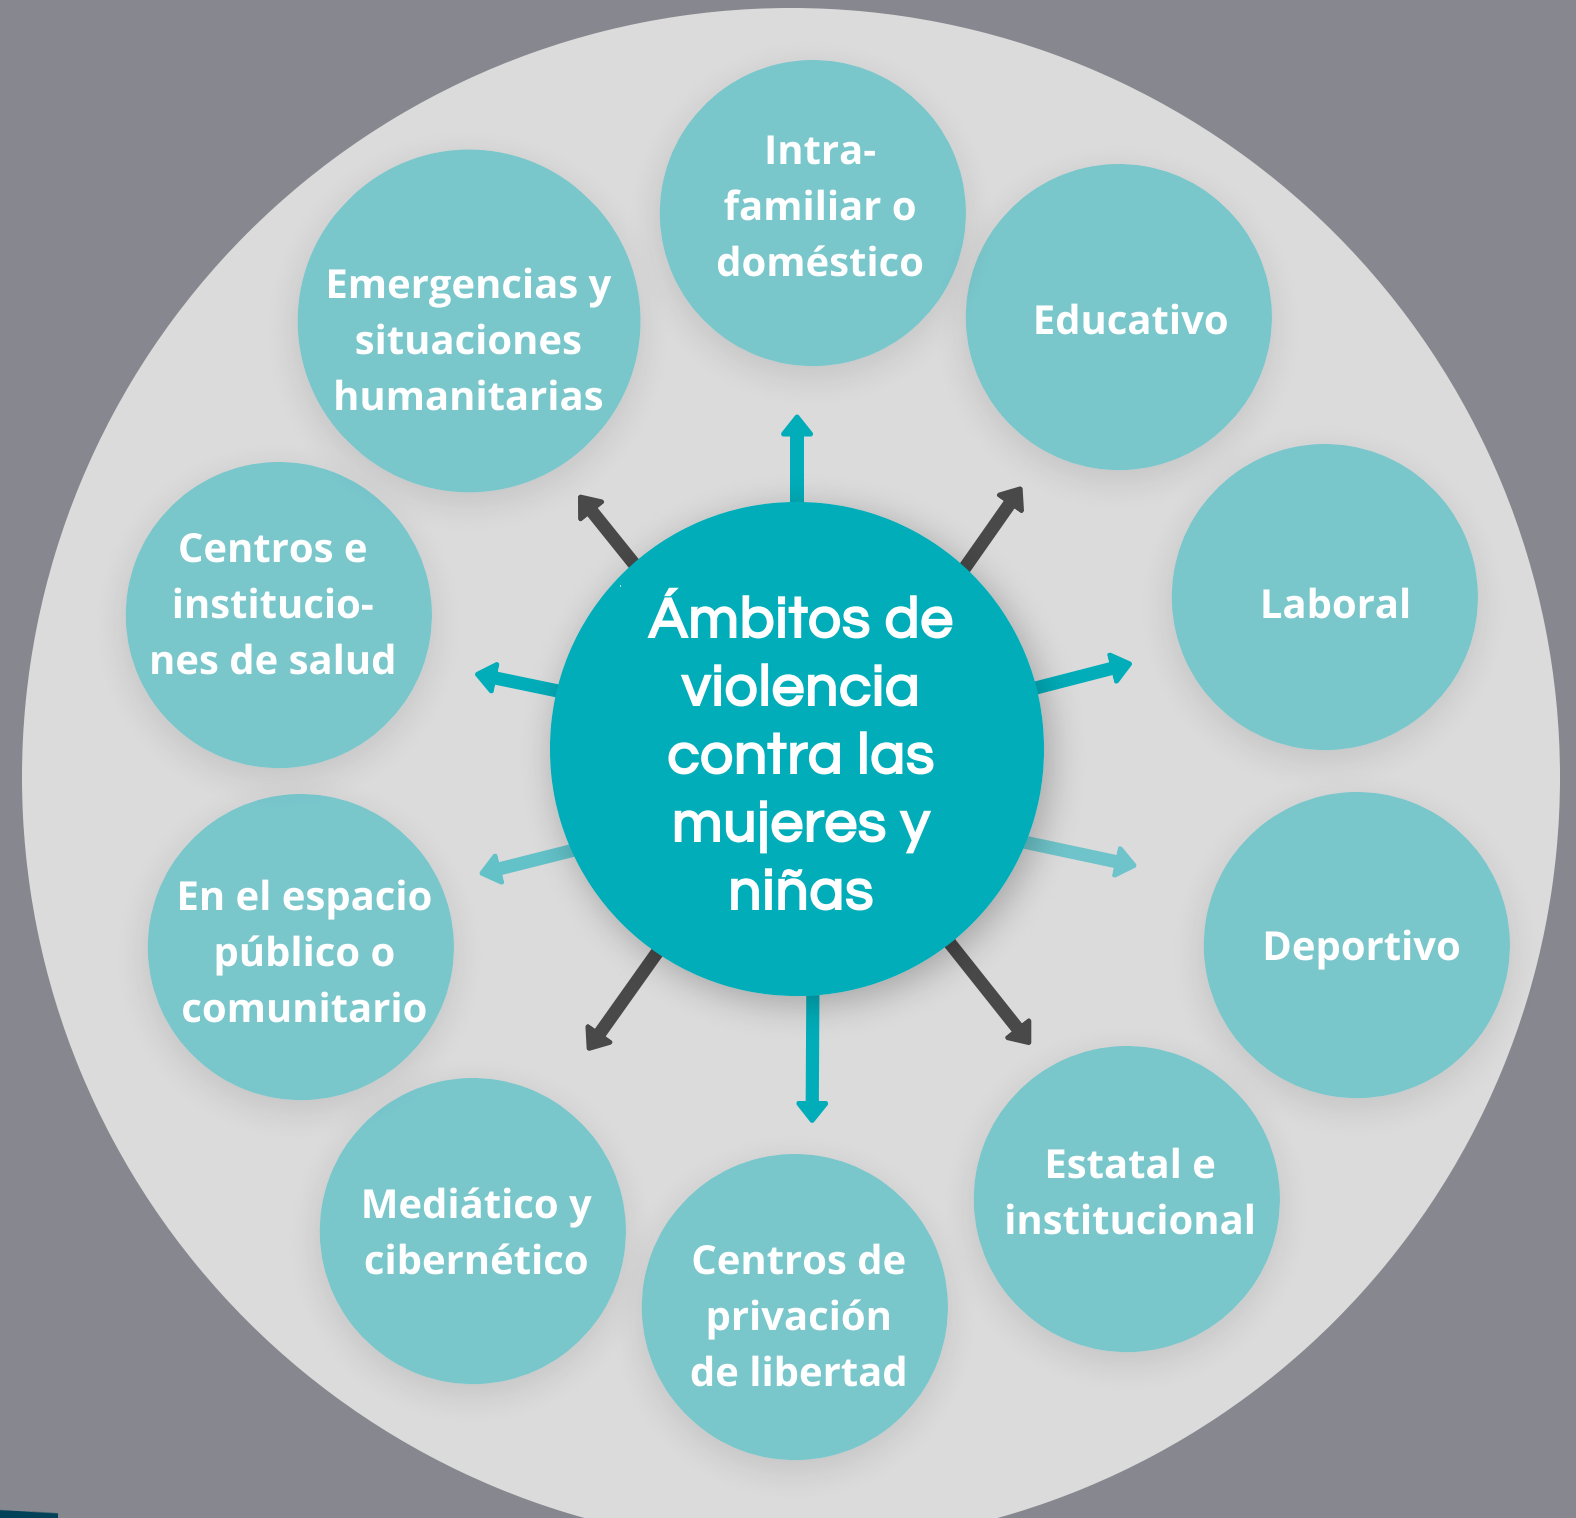 Ámbitos de
violencia
contra las
mujeres y
niñas
Intra-
familiar o
doméstico
Educativo
Laboral
Deportivo
Estatal e
institucional
Centros de
privación
de libertad
Mediático y
cibernético
En el espacio
público o
comunitario
Centros e
institucio-
nes de salud
Emergencias y
situaciones
humanitarias